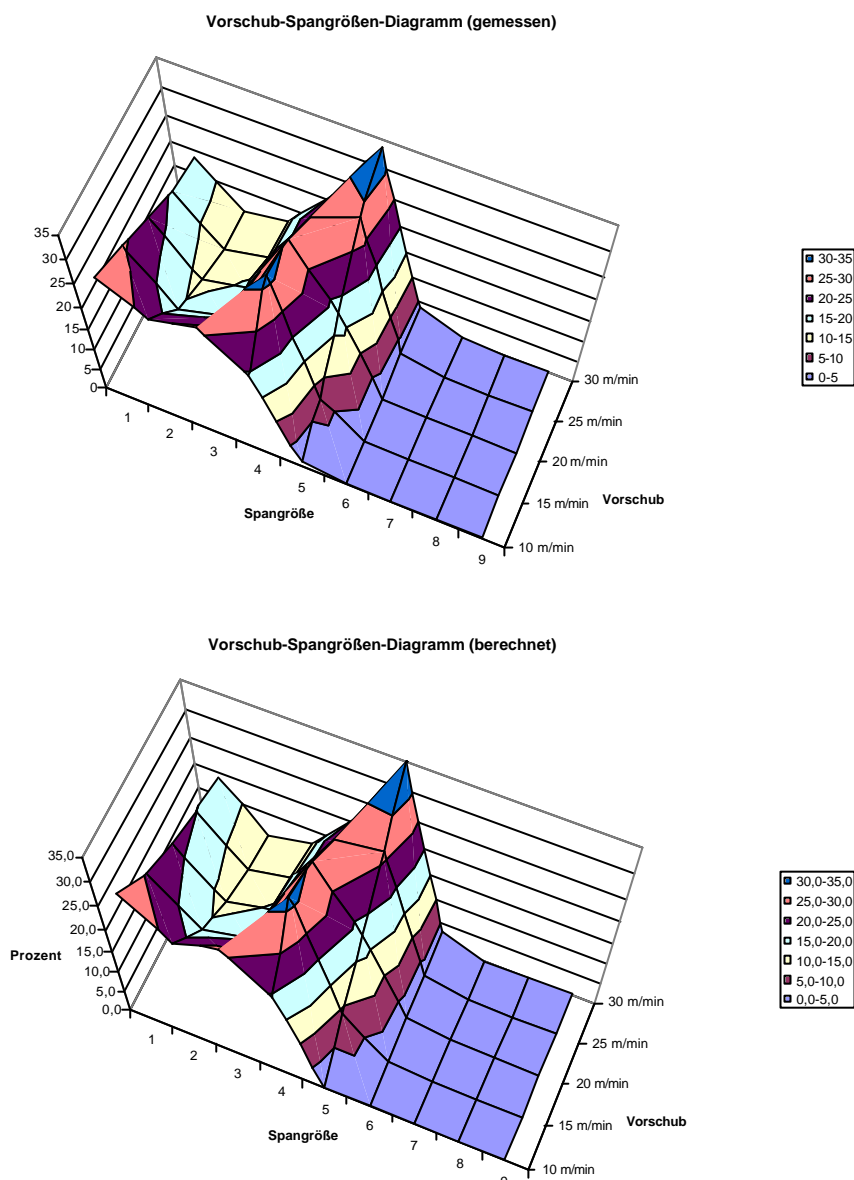 Vorschub-Spangrößen-Diagramm (gemessen)
35
30
25
20
15
10
5
0
1
2
3
4
5
6
7
8
9
Spangröße
30 m/min
25 m/min
20 m/min
15 m/min
10 m/min
Vorschub
30-35
25-30
20-25
15-20
10-15
5-10
0-5
Vorschub-Spangrößen-Diagramm (berechnet)
Prozent
35,0
30,0
25,0
20,0
15,0
10,0
5,0
0,0
1
2
3
4
5
6
7
8
Spangröße
30 m/min
25 m/min
20 m/min
15 m/min
10 m/min
Vorschub
30,0-35,0
25,0-30,0
20,0-25,0
15,0-20,0
10,0-15,0
5,0-10,0
0,0-5,0